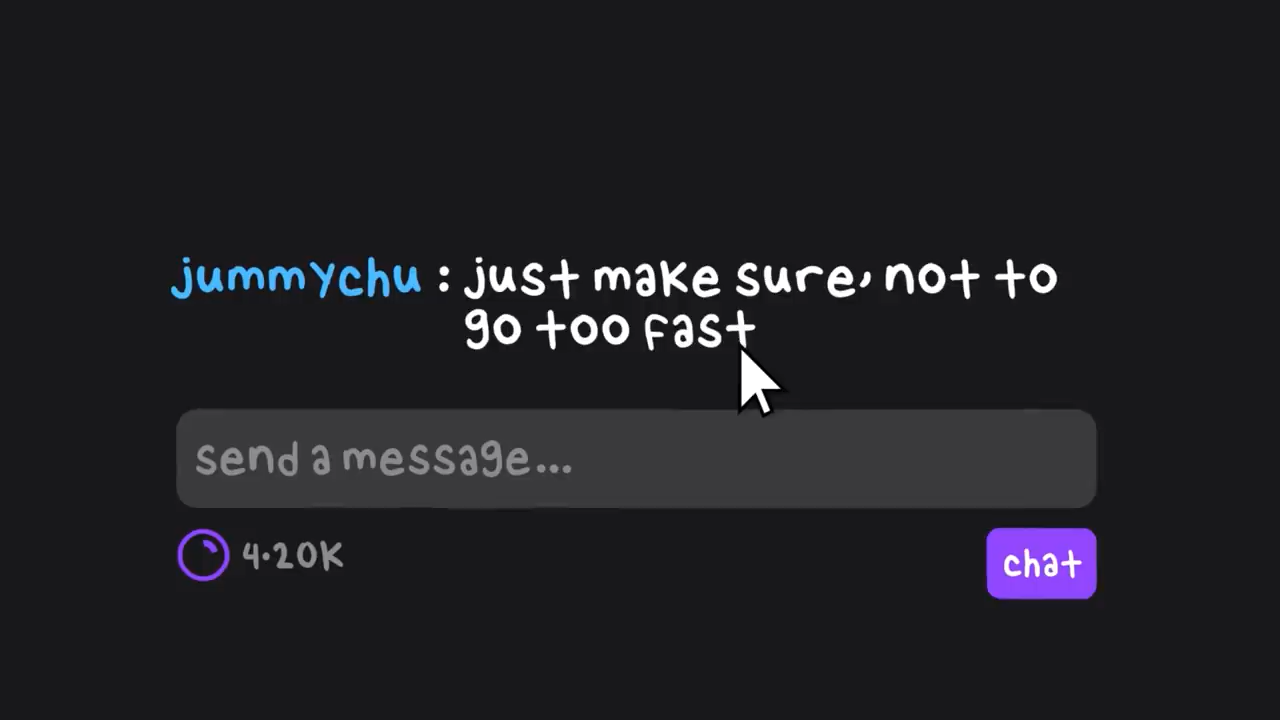 jummychu : just make sure, not to
go too fast
send a message...
4.20K
chat